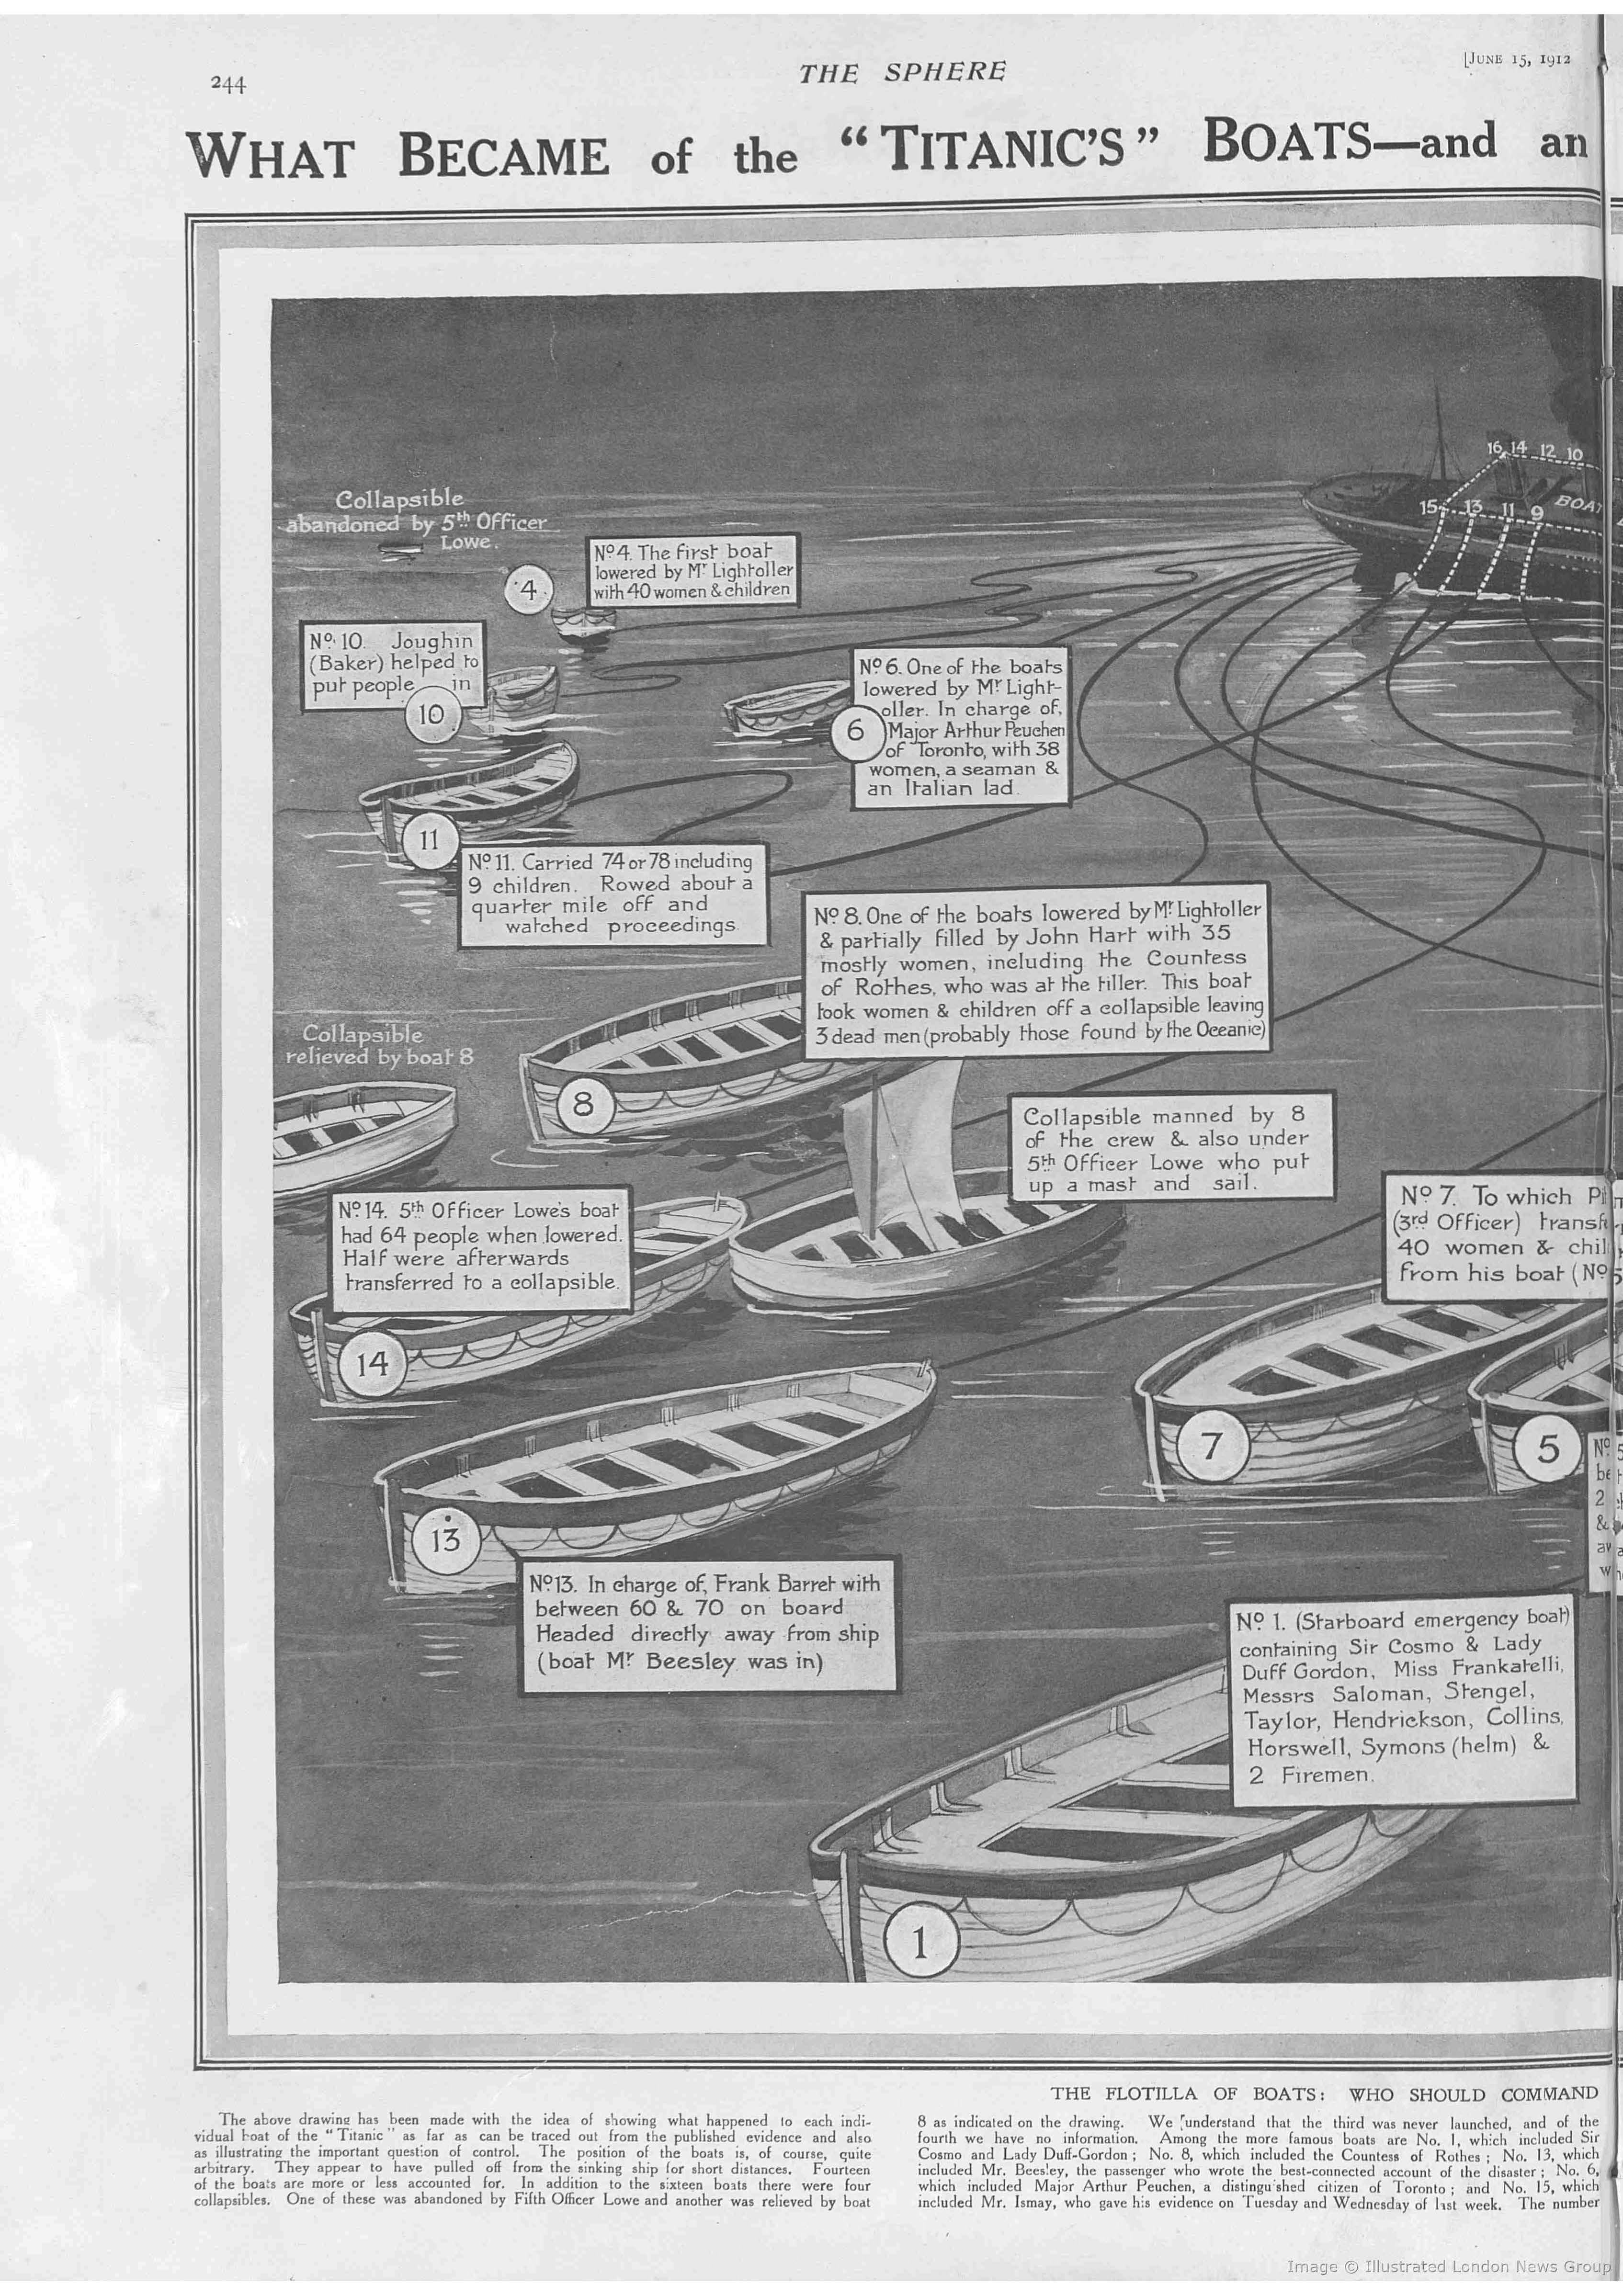 244
THE SPHERE
[JUNE 15, 1912
WHAT BECAME of the "TITANIC'S" BOATS—and an
16 14 12 10
15 13 11 9
BOAT
Collapsible
abandoned by 5th Officer
Lowe.
4
No 4. The first boat
lowered by Mr Lightoller
with 40 women & children
No 10. Joughin
(Baker) helped to
put people in
10
No 6. One of the boats
lowered by Mr Light-
oller. In charge of,
Major Arthur Peuchen
of Toronto, with 38
women, a seaman &
an Italian lad.
6
11
No 11. Carried 74 or 78 including
9 children. Rowed about a
quarter mile off and
watched proceedings.
No 8. One of the boats lowered by Mr Lightoller
& partially filled by John Hart with 35
mostly women, including the Countess
of Rothes, who was at the tiller. This boat
took women & children off a collapsible leaving
3 dead men (probably those found by the Oceanic)
Collapsible
relieved by boat 8
8
Collapsible manned by 8
of the crew & also under
5th Officer Lowe who put
up a mast and sail.
No 14. 5th Officer Lowe's boat
had 64 people when lowered.
Half were afterwards
transferred to a collapsible.
14
No 7. To which
(3rd Officer)
40 women &
from his boat (No 5
7
5
13
No 13. In charge of, Frank Barret with
between 60 & 70 on board
Headed directly away from ship
(boat Mr Beesley was in)
No 1. (Starboard emergency boat)
containing Sir Cosmo & Lady
Duff Gordon, Miss Frankatelli,
Messrs Saloman, Stengel,
Taylor, Hendrickson, Collins,
Horswell, Symons (helm) &
2 Firemen.
1
THE FLOTILLA OF BOATS: WHO SHOULD COMMAND
The above drawing has been made with the idea of showing what happened to each indi-
vidual boat of the "Titanic" as far as can be traced out from the published evidence and also
as illustrating the important question of control. The position of the boats is, of course, quite
arbitrary. They appear to have pulled off from the sinking ship for short distances. Fourteen
of the boats are more or less accounted for. In addition to the sixteen boats there were four
collapsibles. One of these was abandoned by Fifth Officer Lowe and another was relieved by boat
8 as indicated on the drawing. We understand that the third was never launched, and of the
fourth we have no information. Among the more famous boats are No. 1, which included Sir
Cosmo and Lady Duff-Gordon; No. 8, which included the Countess of Rothes; No. 13, which
included Mr. Beesley, the passenger who wrote the best-connected account of the disaster; No. 6,
which included Major Arthur Peuchen, a distinguished citizen of Toronto; and No. 15, which
included Mr. Ismay, who gave his evidence on Tuesday and Wednesday of last week. The number
Image © Illustrated London News Group